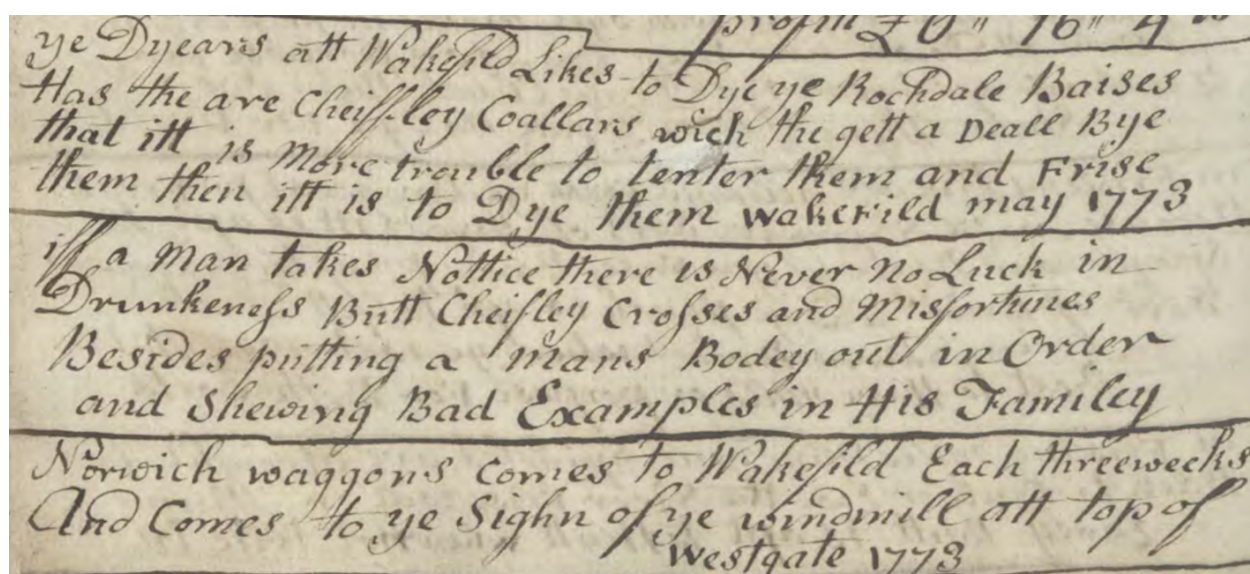 profitt £ 0" 16" 4
ye Dyears att Wakefild Likes to Dye ye Rochdale Baises
Has the are Cheiffley Coallars wich the gett a Deall Bye
that itt is More trouble to tenter them and Frise
them then itt is to Dye them wakefild may 1773
iff a Man takes Nottice there is Never No Luck in
Drunkeness Butt Cheifley Crosses and Misfortunes
Besides putting a mans Bodey out in Order
and Shewing Bad Examples in His Familey
Norwich waggons Comes to Wakefild Each threeweeks
And Comes to ye Sighn of ye windmill att top of
Westgate 1773